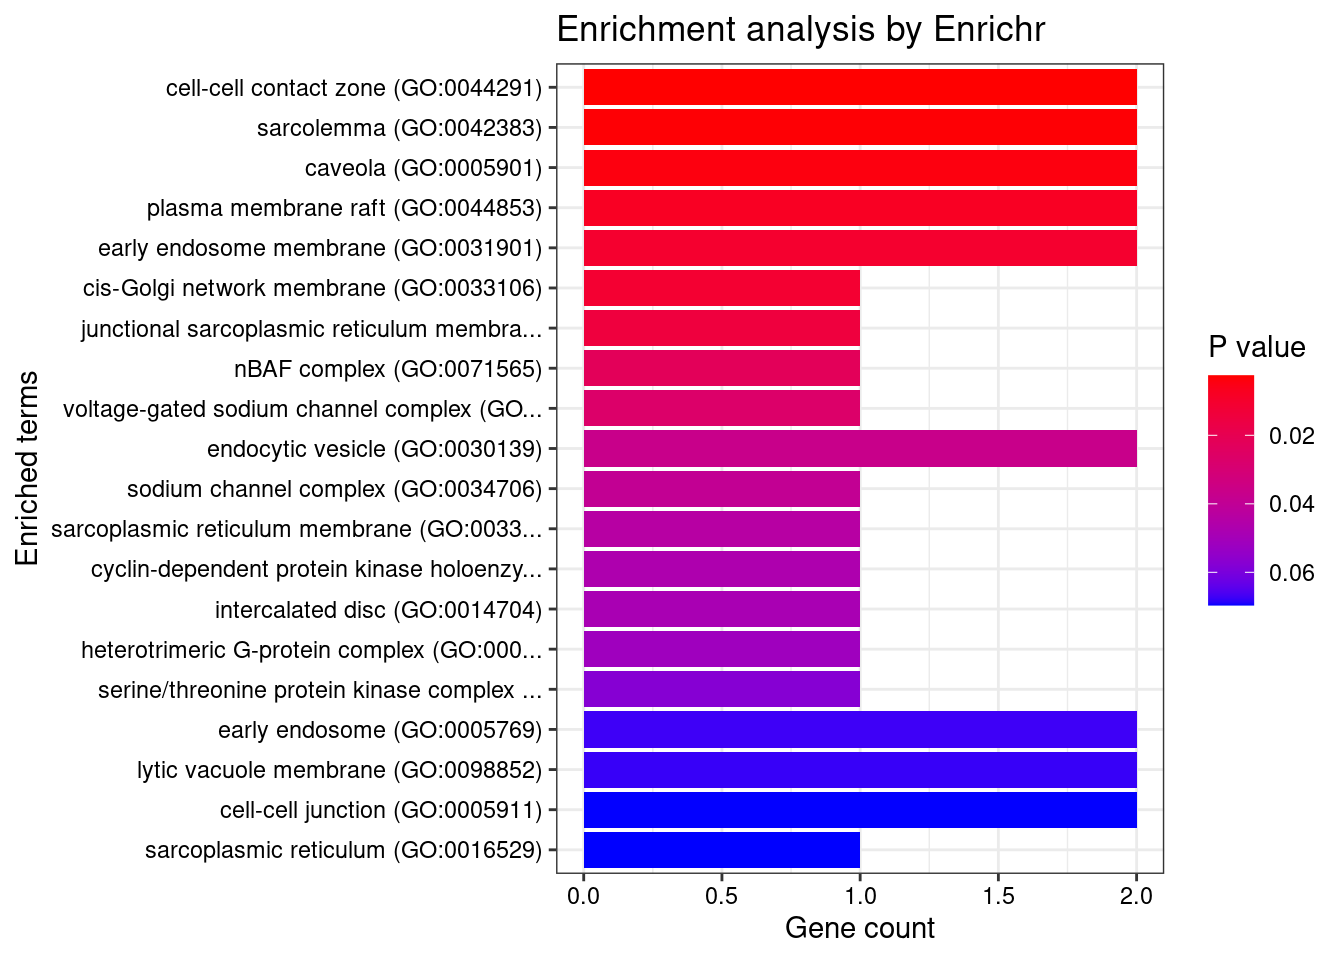 Enrichment analysis by Enrichr
cell-cell contact zone (GO:0044291)
sarcolemma (GO:0042383)
caveola (GO:0005901)
plasma membrane raft (GO:0044853)
early endosome membrane (GO:0031901)
cis-Golgi network membrane (GO:0033106)
junctional sarcoplasmic reticulum membra...
nBAF complex (GO:0071565)
voltage-gated sodium channel complex (GO...
endocytic vesicle (GO:0030139)
sodium channel complex (GO:0034706)
sarcoplasmic reticulum membrane (GO:0033...
cyclin-dependent protein kinase holoenzy...
intercalated disc (GO:0014704)
heterotrimeric G-protein complex (GO:000...
serine/threonine protein kinase complex ...
early endosome (GO:0005769)
lytic vacuole membrane (GO:0098852)
cell-cell junction (GO:0005911)
sarcoplasmic reticulum (GO:0016529)
Enriched terms
0.0 0.5 1.0 1.5 2.0
Gene count
P value
0.02
0.04
0.06